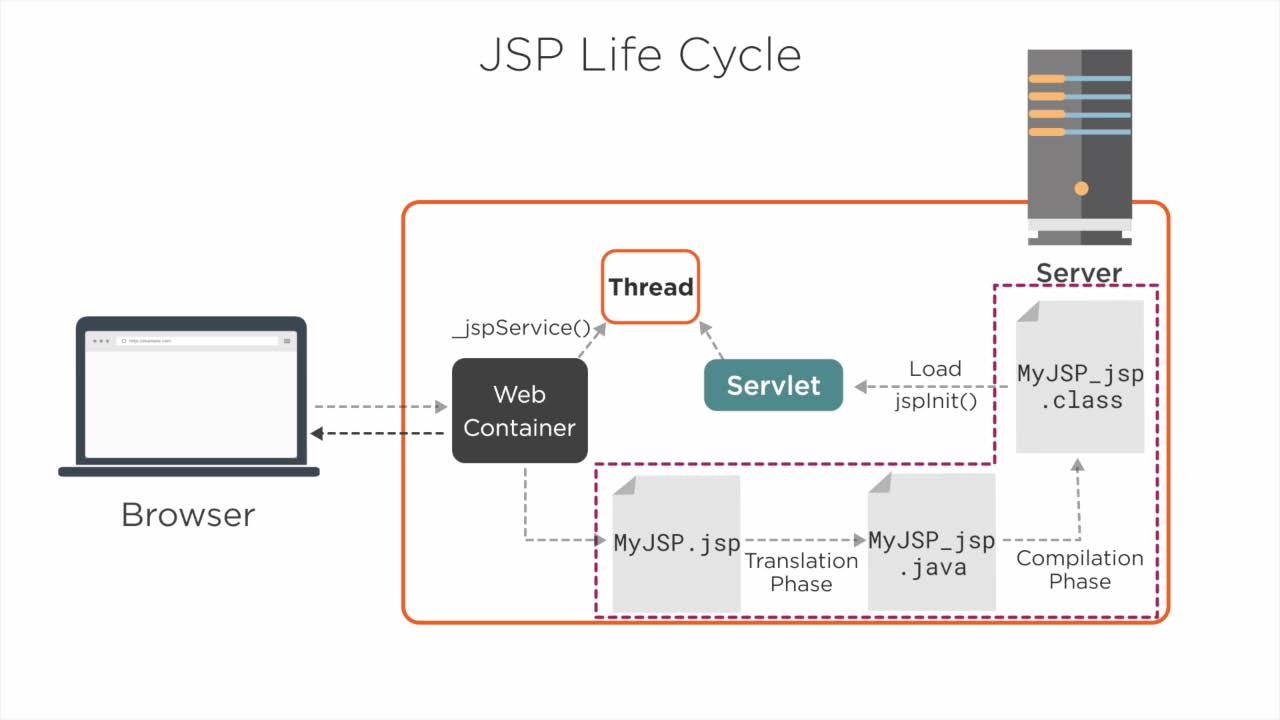 JSP Life Cycle
Server
Thread
_jspService()
Web
Container
Servlet
Load
jspInit()
MyJSP_jsp
.class
Browser
MyJSP.jsp
Translation
Phase
MyJSP_jsp
.java
Compilation
Phase